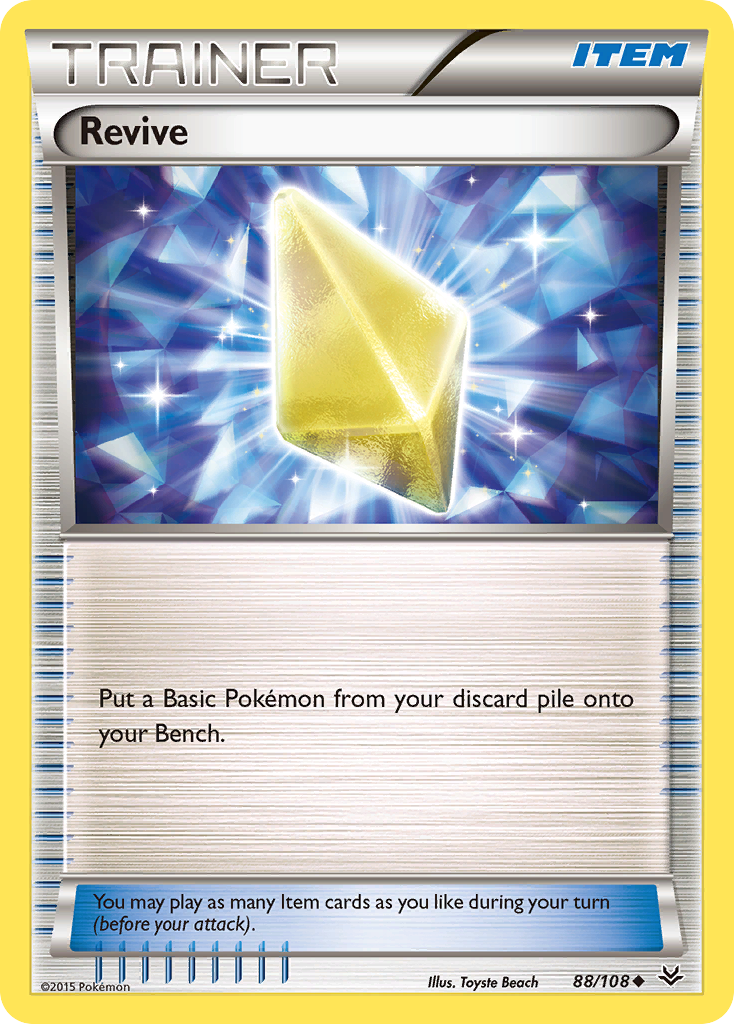 TRAINER
ITEM
Revive
Put a Basic Pokémon from your discard pile onto
your Bench.
You may play as many Item cards as you like during your turn
(before your attack).
©2015 Pokémon
Illus. Toyste Beach
88/108